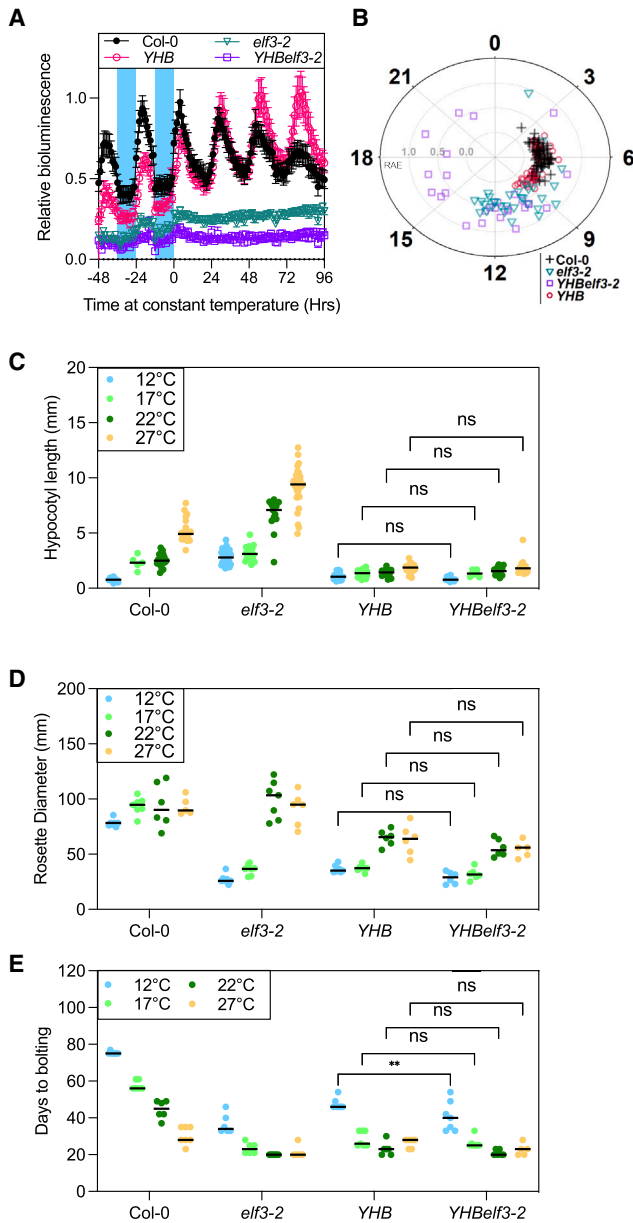 A
Col-0
elf3-2
YHB
YHBelf3-2
Relative bioluminescence
1.0
0.5
0.0
-48 -24 0 24 48 72 96
Time at constant temperature (Hrs)
B
0
3
6
9
12
15
18
21
1.0 0.5 0.0
RAE
Col-0
elf3-2
YHBelf3-2
YHB
C
Hypocotyl length (mm)
20
15
10
5
0
12°C
17°C
22°C
27°C
ns
ns
ns
ns
Col-0 elf3-2 YHB YHBelf3-2
D
Rosette Diameter (mm)
200
150
100
50
0
12°C
17°C
22°C
27°C
ns
ns
ns
ns
Col-0 elf3-2 YHB YHBelf3-2
E
Days to bolting
120
100
80
60
40
20
0
12°C 22°C
17°C 27°C
ns
ns
ns
**
Col-0 elf3-2 YHB YHBelf3-2